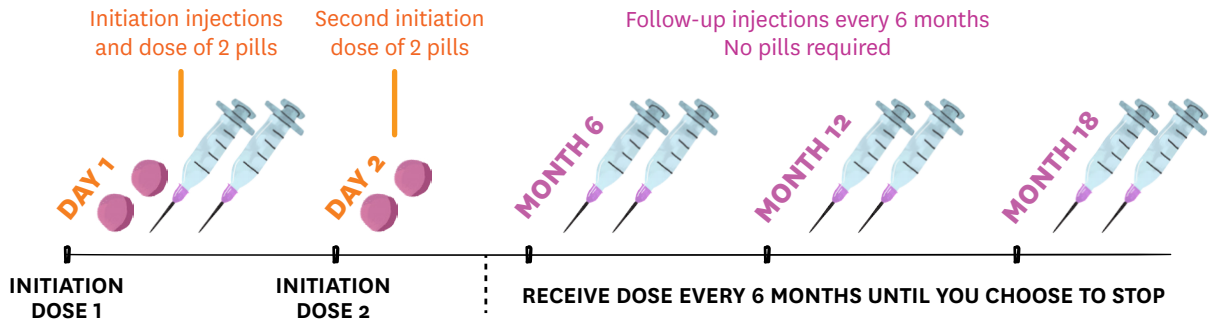 Initiation injections
and dose of 2 pills
Second initiation
dose of 2 pills
Follow-up injections every 6 months
No pills required
DAY 1
DAY 2
MONTH 6
MONTH 12
MONTH 18
INITIATION
DOSE 1
INITIATION
DOSE 2
RECEIVE DOSE EVERY 6 MONTHS UNTIL YOU CHOOSE TO STOP